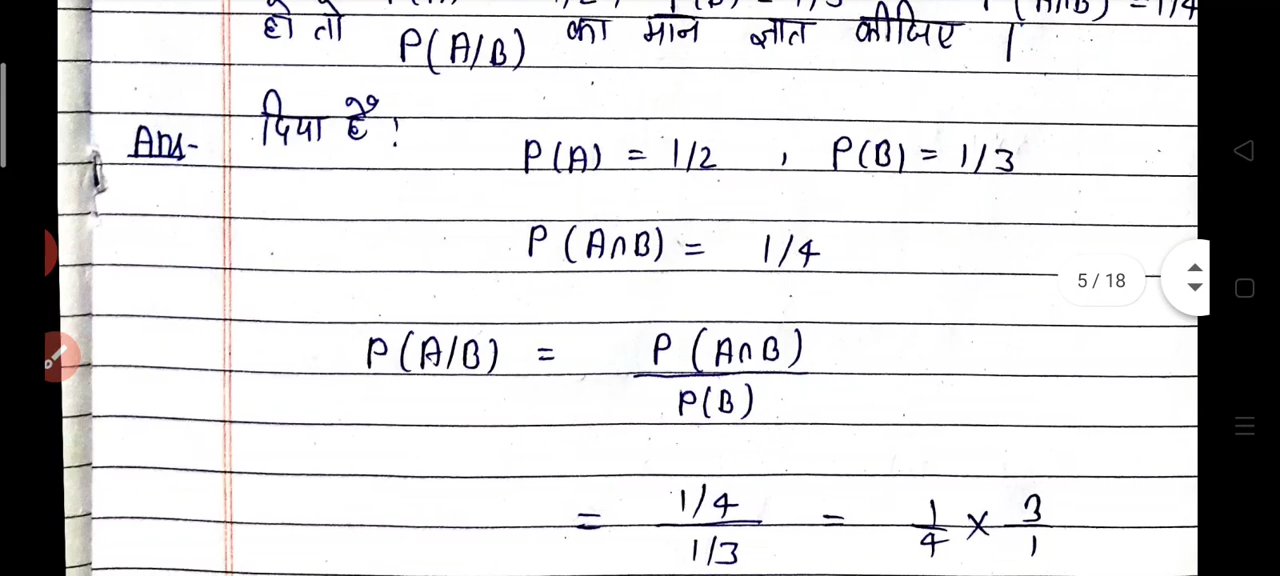 हो तो P(A/B) का मान ज्ञात कीजिए |
Ans- दिया है!
P(A) = 1/2 , P(B) = 1/3
P (A∩B) = 1/4
5 / 18
P(A/B) = P (A∩B) / P(B)
= 1/4 / 1/3 = 1/4 × 3/1